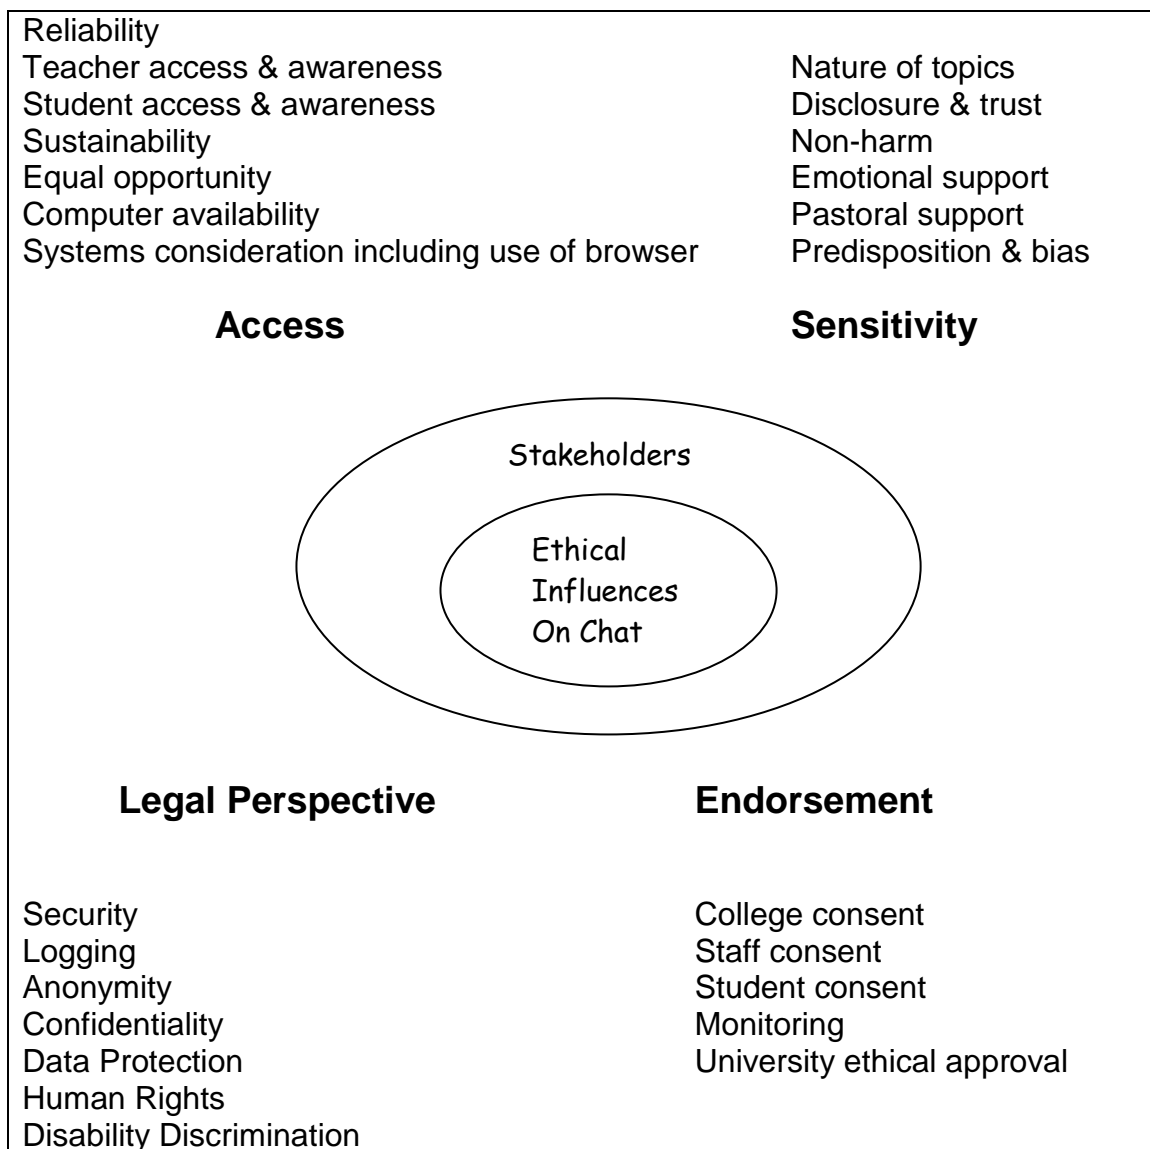 Reliability
Teacher access & awareness
Student access & awareness
Sustainability
Equal opportunity
Computer availability
Systems consideration including use of browser
Nature of topics
Disclosure & trust
Non-harm
Emotional support
Pastoral support
Predisposition & bias
Access
Sensitivity
Stakeholders
Ethical
Influences
On Chat
Legal Perspective
Endorsement
Security
Logging
Anonymity
Confidentiality
Data Protection
Human Rights
Disability Discrimination
College consent
Staff consent
Student consent
Monitoring
University ethical approval